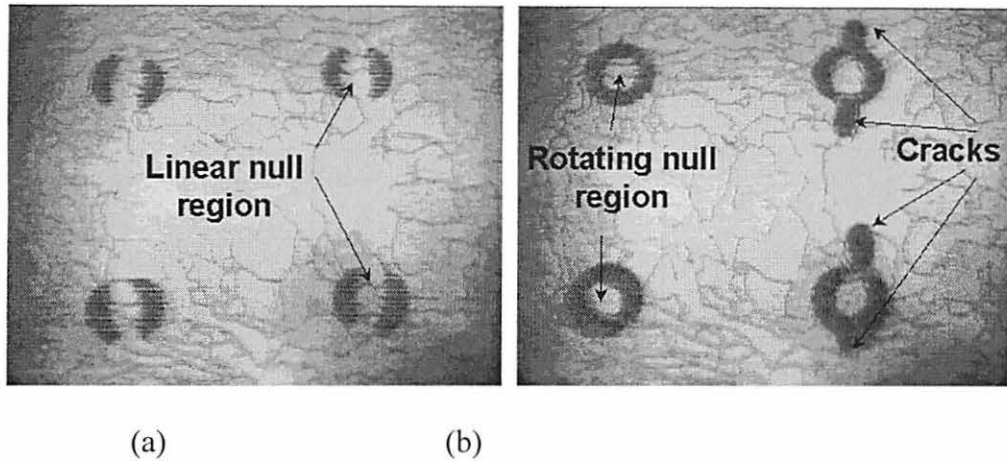 Linear null
region
Rotating null
region
Cracks
(a)
(b)